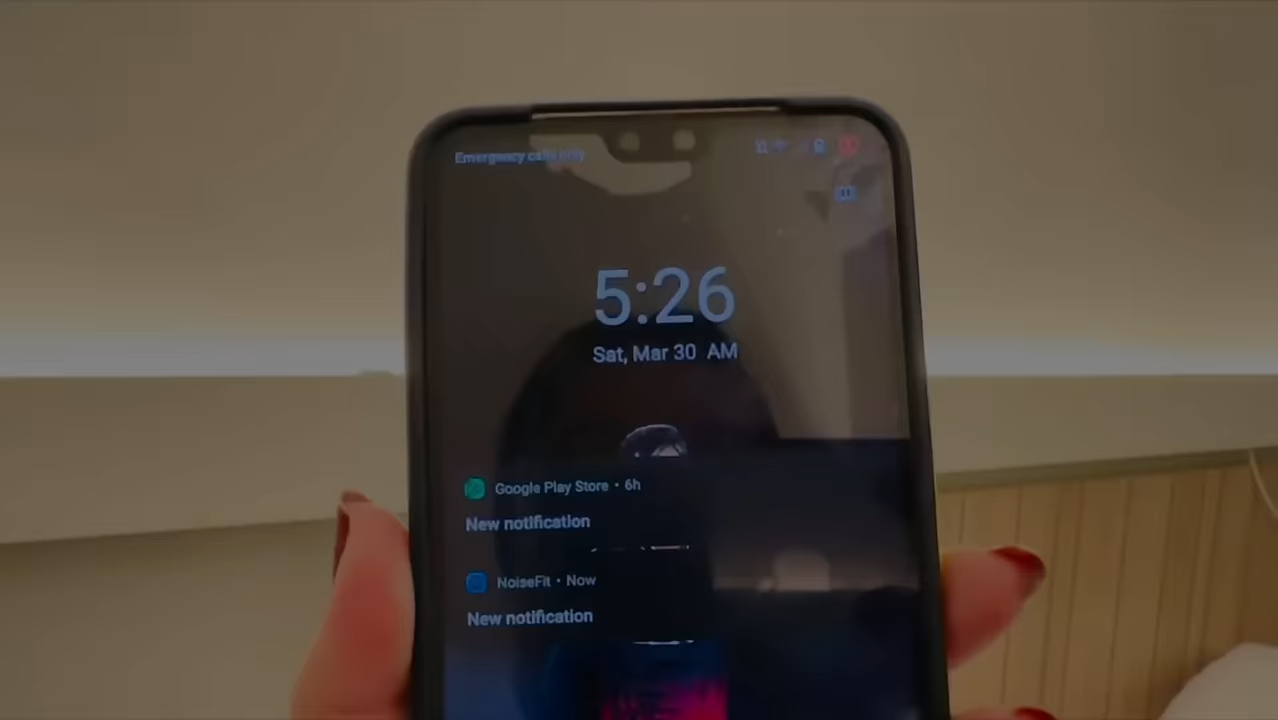 Emergency calls only
5:26
Sat, Mar 30 AM
Google Play Store • 6h
New notification
NoiseFit • Now
New notification